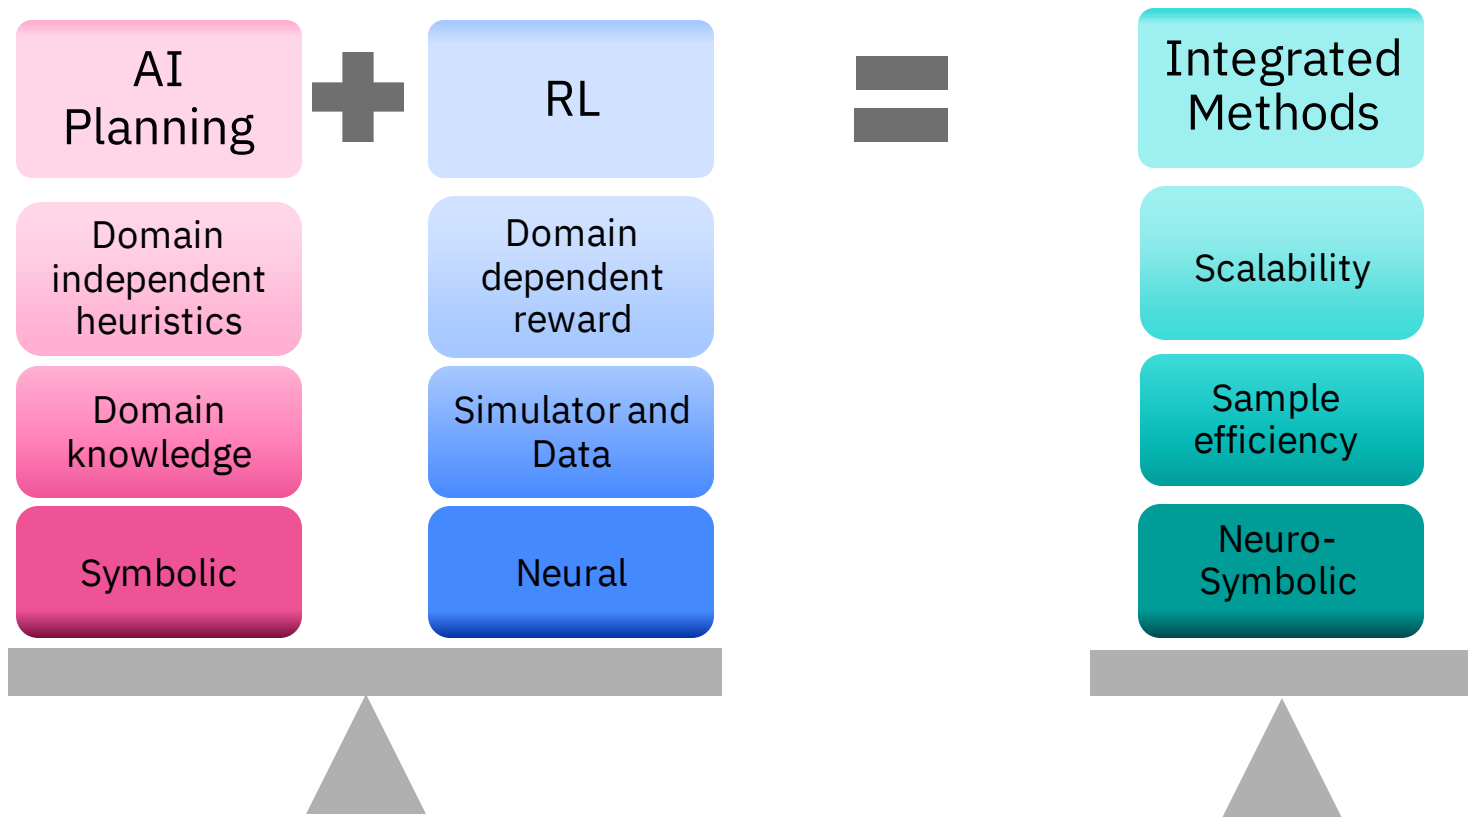 AI
Planning
RL
Integrated
Methods
Domain
independent
heuristics
Domain
dependent
reward
Scalability
Domain
knowledge
Simulator and
Data
Sample
efficiency
Symbolic
Neural
Neuro-
Symbolic